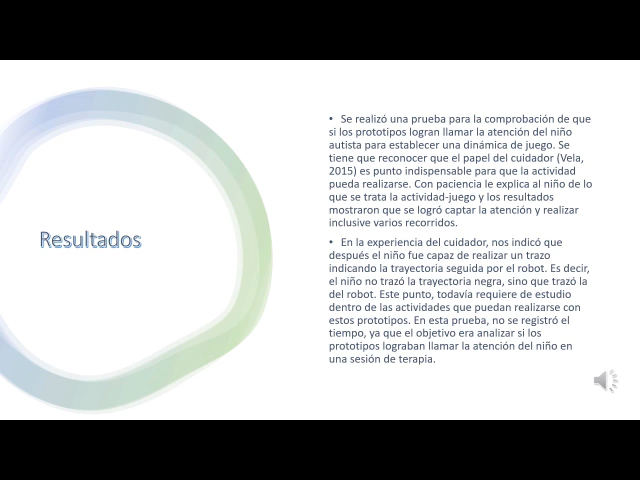 Resultados
• Se realizó una prueba para la comprobación de que
si los prototipos logran llamar la atención del niño
autista para establecer una dinámica de juego. Se
tiene que reconocer que el papel del cuidador (Vela,
2015) es punto indispensable para que la actividad
pueda realizarse. Con paciencia le explica al niño de lo
que se trata la actividad-juego y los resultados
mostraron que se logró captar la atención y realizar
inclusive varios recorridos.
• En la experiencia del cuidador, nos indicó que
después el niño fue capaz de realizar un trazo
indicando la trayectoria seguida por el robot. Es decir,
el niño no trazó la trayectoria negra, sino que trazó la
del robot. Este punto, todavía requiere de estudio
dentro de las actividades que puedan realizarse con
estos prototipos. En esta prueba, no se registró el
tiempo, ya que el objetivo era analizar si los
prototipos lograban llamar la atención del niño en
una sesión de terapia.